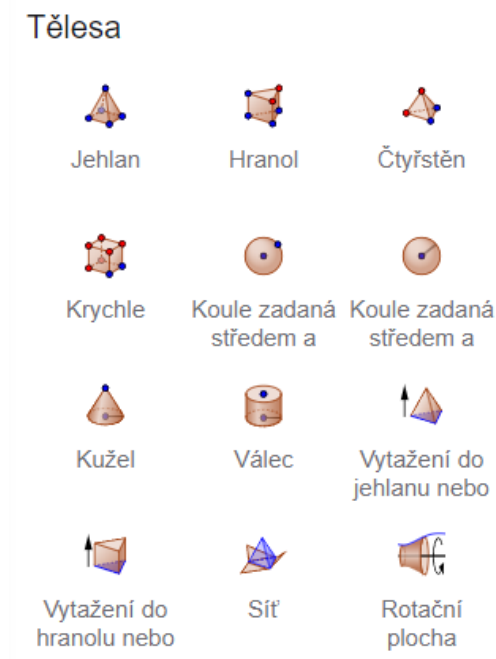 Tělesa
Jehlan
Hranol
Čtyřstěn
Krychle
Koule zadaná
středem a
Koule zadaná
středem a
Kužel
Válec
Vytažení do
jehlanu nebo
Vytažení do
hranolu nebo
Síť
Rotační
plocha